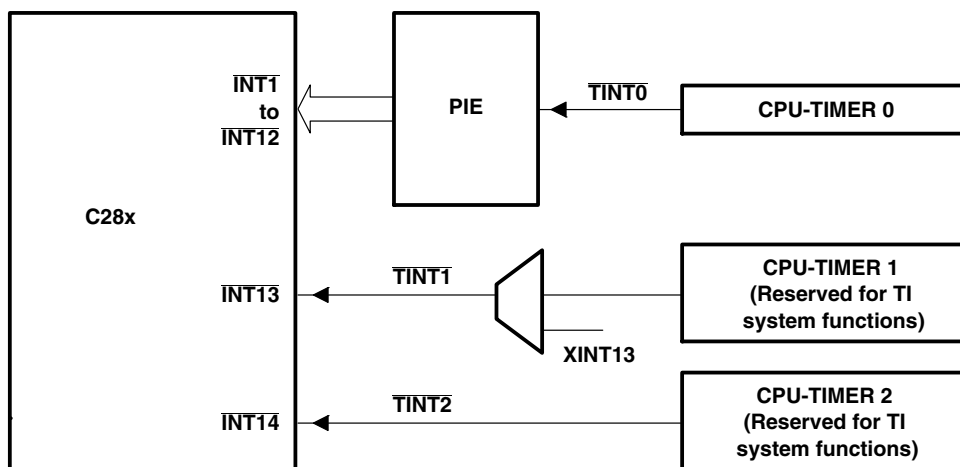 INT1
to
INT12
PIE
TINT0
CPU-TIMER 0
C28x
INT13
TINT1
XINT13
CPU-TIMER 1
(Reserved for TI
system functions)
INT14
TINT2
CPU-TIMER 2
(Reserved for TI
system functions)